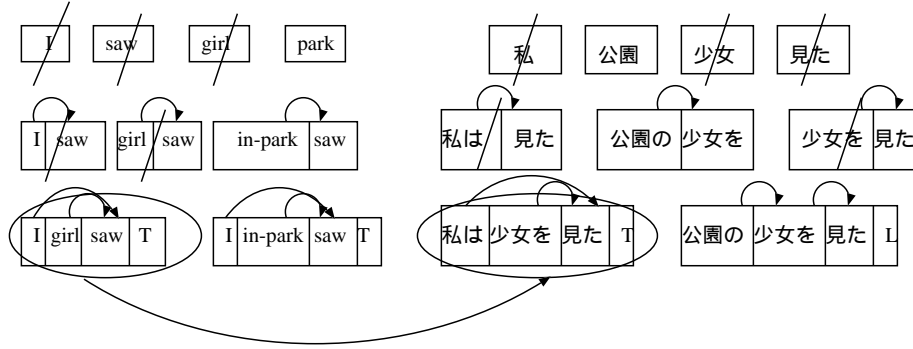 I saw girl park 私 公園 少女 見た
I saw girl saw in-park saw 私は 見た 公園の 少女を 少女を 見た
I girl saw T I in-park saw T 私は 少女を 見た T 公園の 少女を 見た L